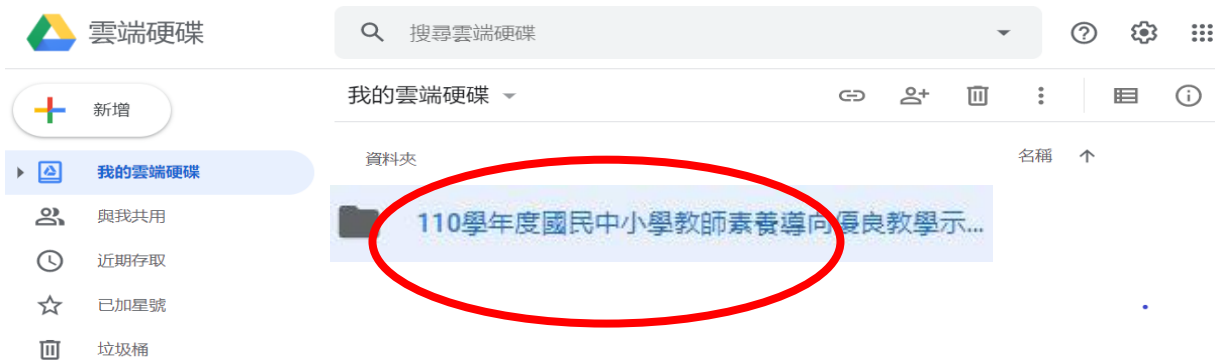 雲端硬碟
搜尋雲端硬碟
新增
我的雲端硬碟
資料夾
名稱
110學年度國民中小學教師素養導向優良教學示...
我的雲端硬碟
與我共用
近期存取
已加星號
垃圾桶